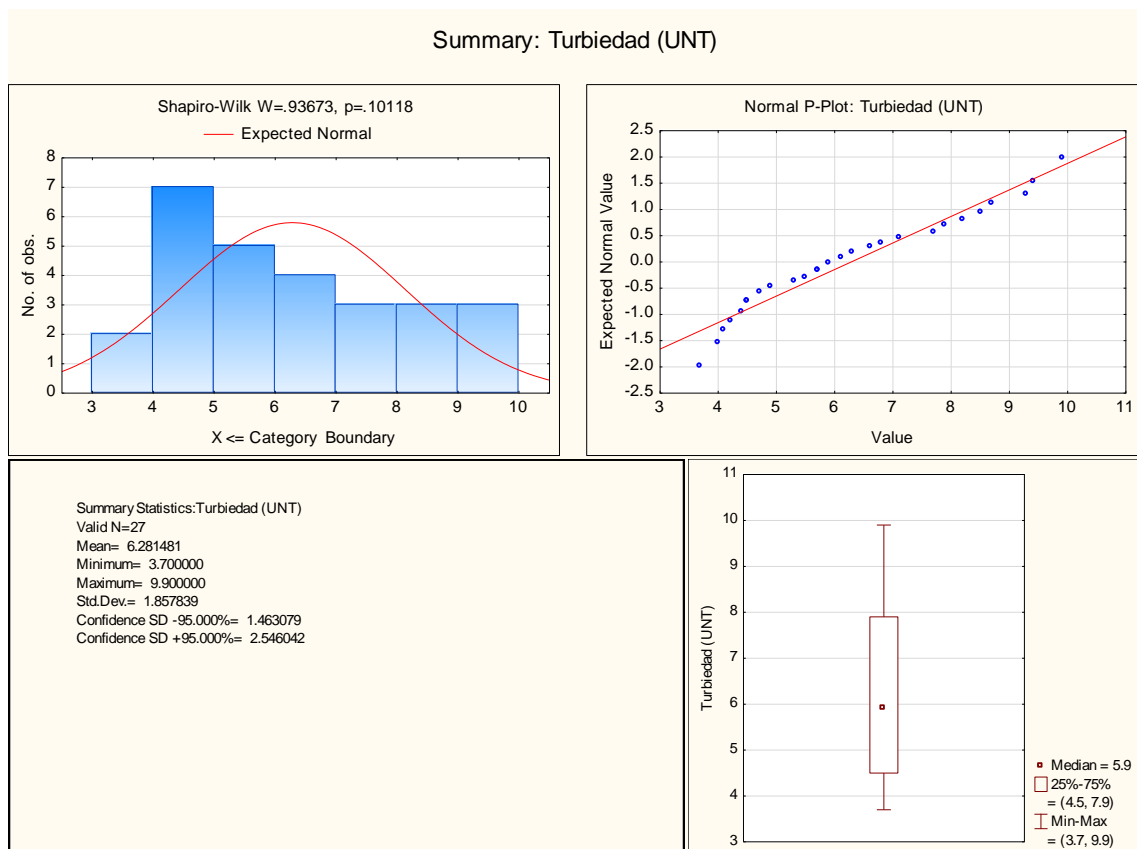 Summary: Turbiedad (UNT)
Shapiro-Wilk W=.93673, p=.10118
Expected Normal
8
7
6
5
4
3
2
1
0
No. of obs.
3 4 5 6 7 8 9 10
X <= Category Boundary
Normal P-Plot: Turbiedad (UNT)
2.5
2.0
1.5
1.0
0.5
0.0
-0.5
-1.0
-1.5
-2.0
-2.5
Expected Normal Value
3 4 5 6 7 8 9 10 11
Value
Summary Statistics:Turbiedad (UNT)
Valid N=27
Mean= 6.281481
Minimum= 3.700000
Maximum= 9.900000
Std.Dev.= 1.857839
Confidence SD -95.000%= 1.463079
Confidence SD +95.000%= 2.546042
11
10
9
8
7
6
5
4
3
Turbiedad (UNT)
Median = 5.9
25%-75%
= (4.5, 7.9)
Min-Max
= (3.7, 9.9)